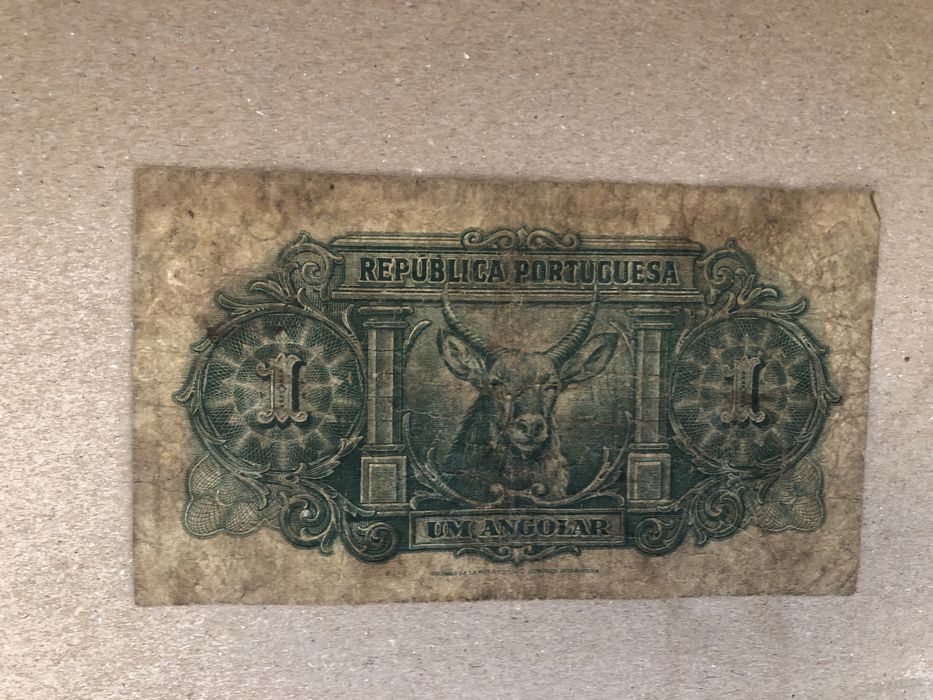 REPÚBLICA PORTUGUESA
1 1
UM ANGOLAR